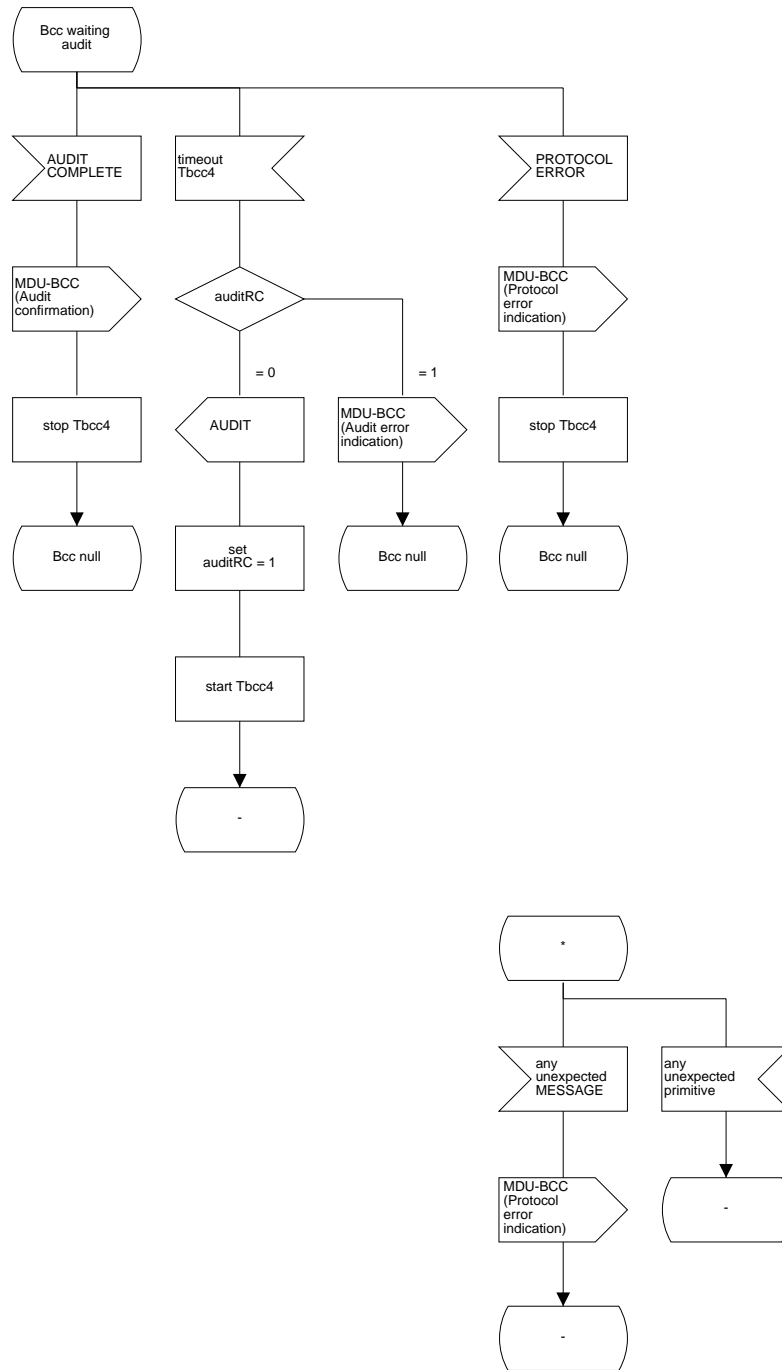 Bcc waiting
audit
AUDIT
COMPLETE
timeout
Tbcc4
PROTOCOL
ERROR
MDU-BCC
(Audit
confirmation)
auditRC
MDU-BCC
(Protocol
error
indication)
= 0
= 1
stop Tbcc4
AUDIT
MDU-BCC
(Audit error
indication)
stop Tbcc4
Bcc null
set
auditRC = 1
Bcc null
Bcc null
start Tbcc4
-
*
any
unexpected
MESSAGE
any
unexpected
primitive
MDU-BCC
(Protocol
error
indication)
-
-